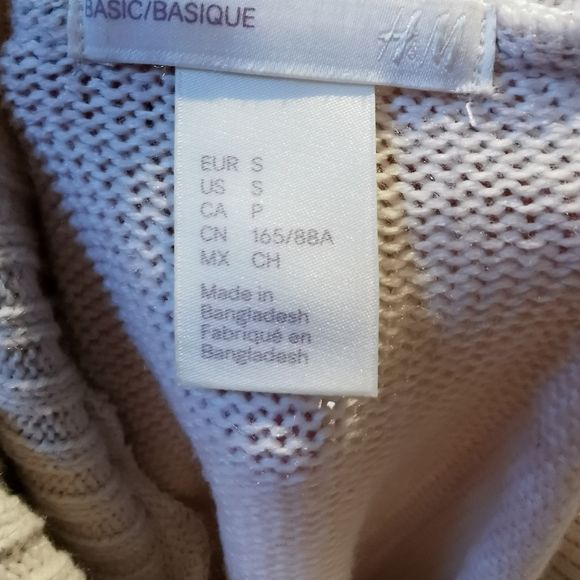 BASIC/BASIQUE
H&M
EUR S
US S
CA P
CN 165/88A
MX CH
Made in
Bangladesh
Fabriqué en
Bangladesh